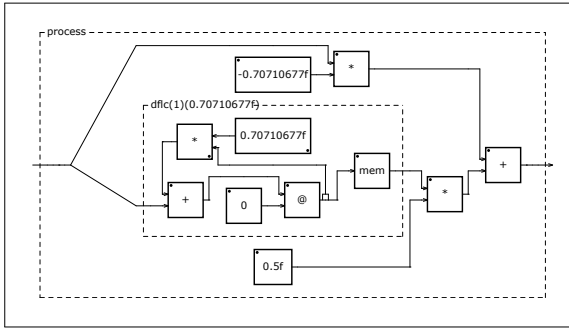 process
-0.70710677f
*
dflc(1)(0.70710677f)
*
0.70710677f
mem
+
+
0
@
*
0.5f